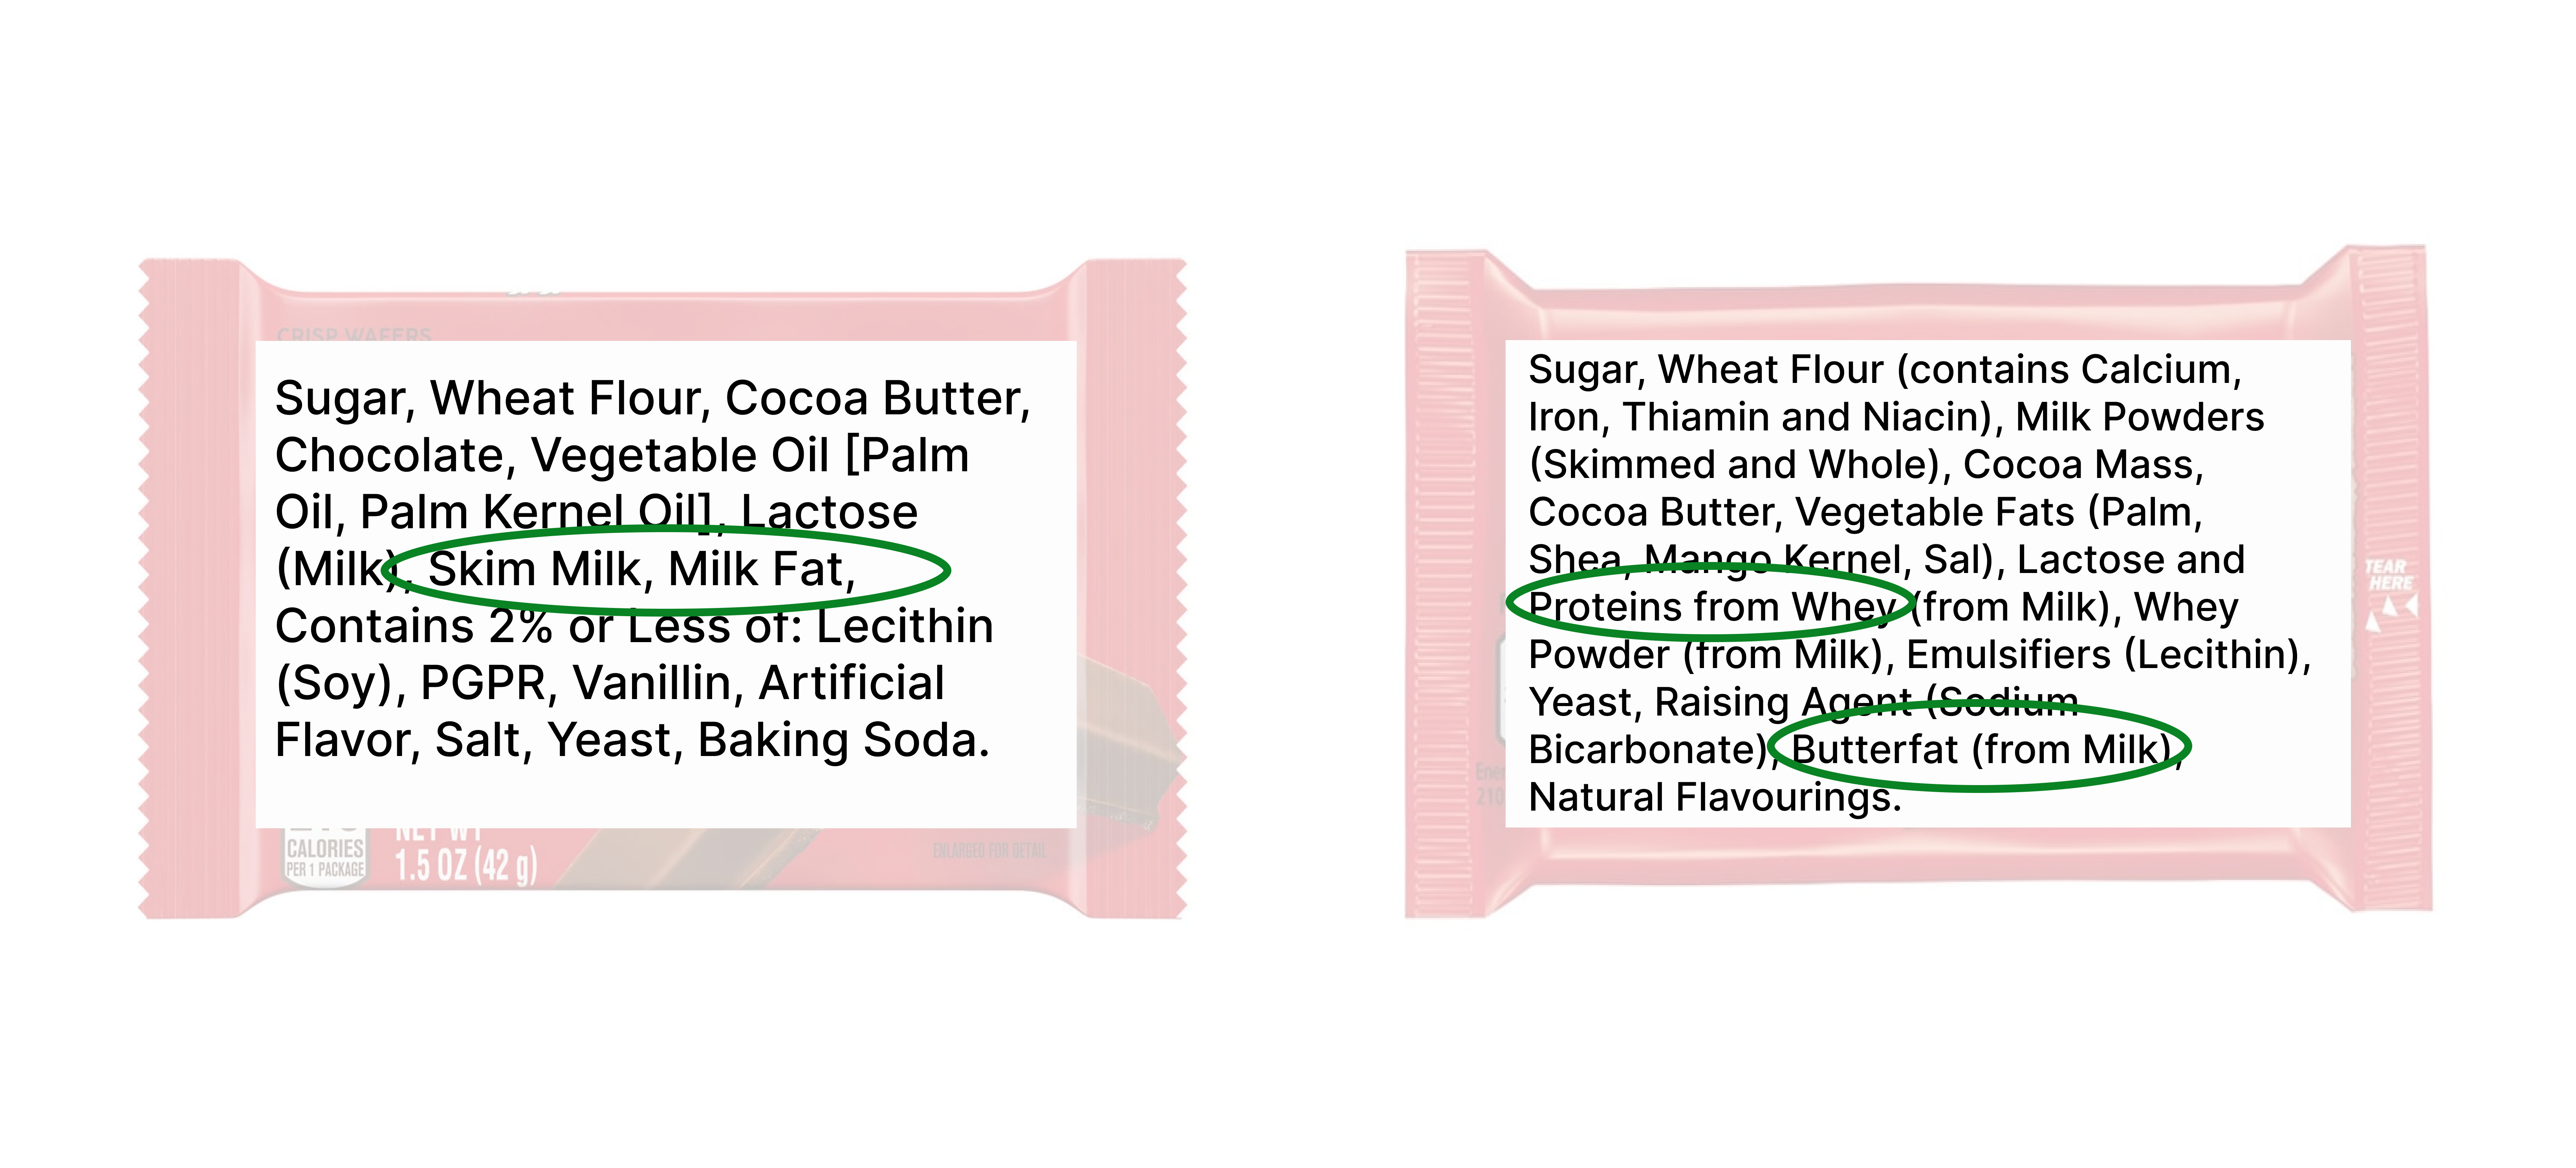 CRISP WAFERS
Sugar, Wheat Flour, Cocoa Butter,
Chocolate, Vegetable Oil [Palm
Oil, Palm Kernel Oil], Lactose
(Milk), Skim Milk, Milk Fat,
Contains 2% or Less of: Lecithin
(Soy), PGPR, Vanillin, Artificial
Flavor, Salt, Yeast, Baking Soda.
CALORIES
PER 1 PACKAGE
NET WT
1.5 OZ (42 g)
ENLARGED FOR DETAIL
Sugar, Wheat Flour (contains Calcium,
Iron, Thiamin and Niacin), Milk Powders
(Skimmed and Whole), Cocoa Mass,
Cocoa Butter, Vegetable Fats (Palm,
Shea, Mango Kernel, Sal), Lactose and
Proteins from Whey (from Milk), Whey
Powder (from Milk), Emulsifiers (Lecithin),
Yeast, Raising Agent (Sodium
Bicarbonate), Butterfat (from Milk),
Natural Flavourings.
TEAR
HERE